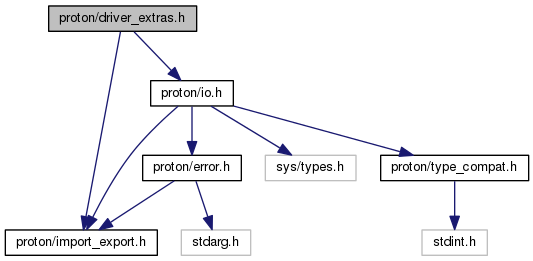 proton/driver_extras.h
proton/io.h
proton/error.h
sys/types.h
proton/type_compat.h
proton/import_export.h
stdarg.h
stdint.h